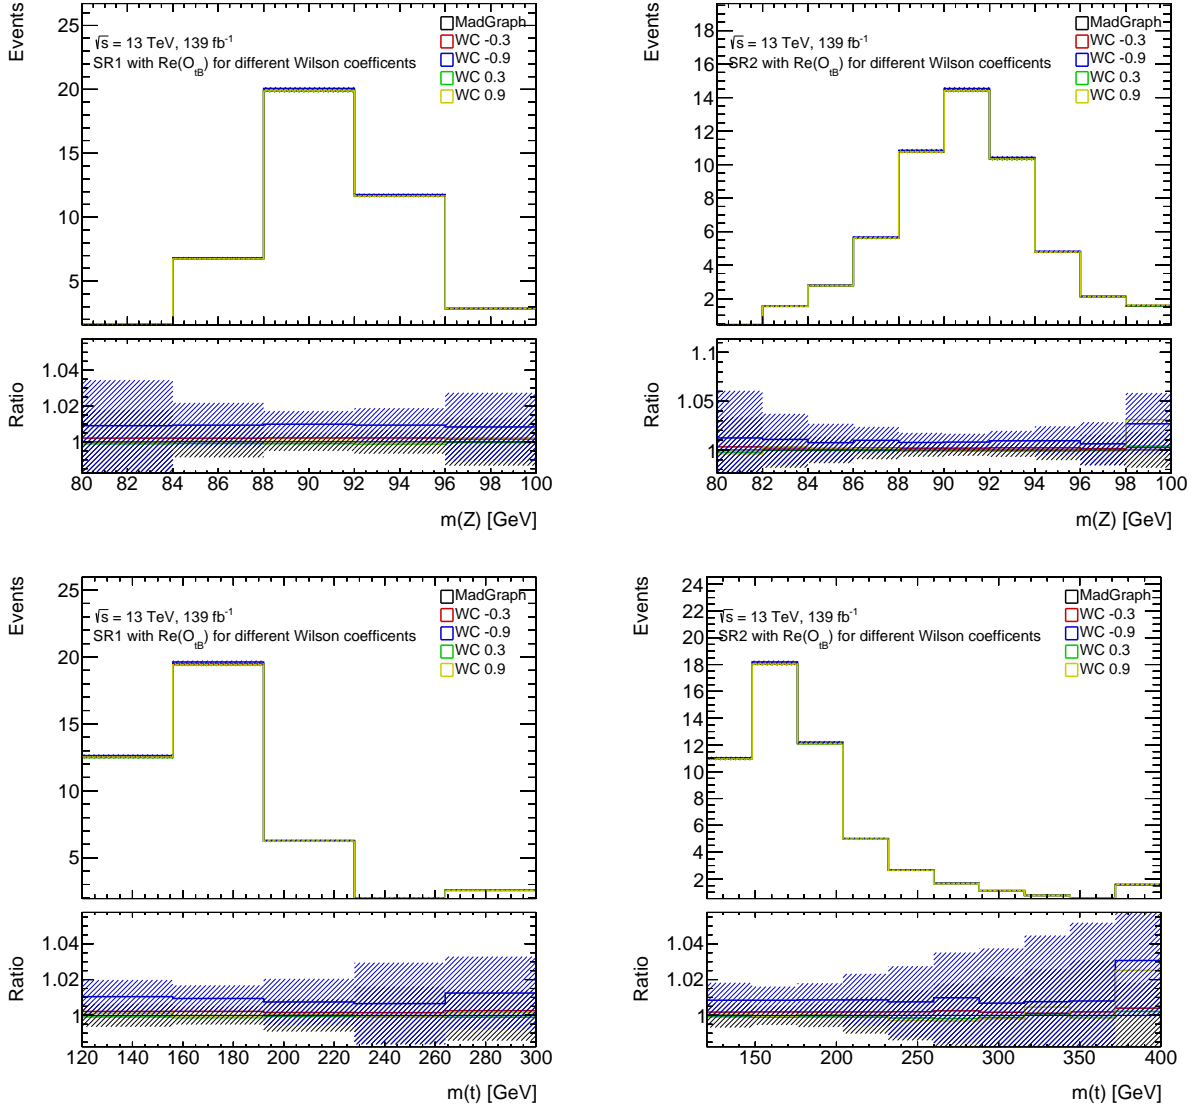 Events
√s = 13 TeV, 139 fb-1
SR1 with Re(OtB) for different Wilson coefficents
MadGraph
WC -0.3
WC -0.9
WC 0.3
WC 0.9
20
15
10
5
Ratio
1.04
1.02
1
80 82 84 86 88 90 92 94 96 98 100
m(Z) [GeV]
Events
√s = 13 TeV, 139 fb-1
SR2 with Re(OtB) for different Wilson coefficents
MadGraph
WC -0.3
WC -0.9
WC 0.3
WC 0.9
18
16
14
12
10
8
6
4
2
Ratio
1.1
1.05
1
80 82 84 86 88 90 92 94 96 98 100
m(Z) [GeV]
Events
√s = 13 TeV, 139 fb-1
SR1 with Re(OtB) for different Wilson coefficents
MadGraph
WC -0.3
WC -0.9
WC 0.3
WC 0.9
25
20
15
10
5
Ratio
1.04
1.02
1
120 140 160 180 200 220 240 260 280 300
m(t) [GeV]
Events
√s = 13 TeV, 139 fb-1
SR2 with Re(OtB) for different Wilson coefficents
MadGraph
WC -0.3
WC -0.9
WC 0.3
WC 0.9
24
22
20
18
16
14
12
10
8
6
4
2
Ratio
1.04
1.02
1
150 200 250 300 350 400
m(t) [GeV]